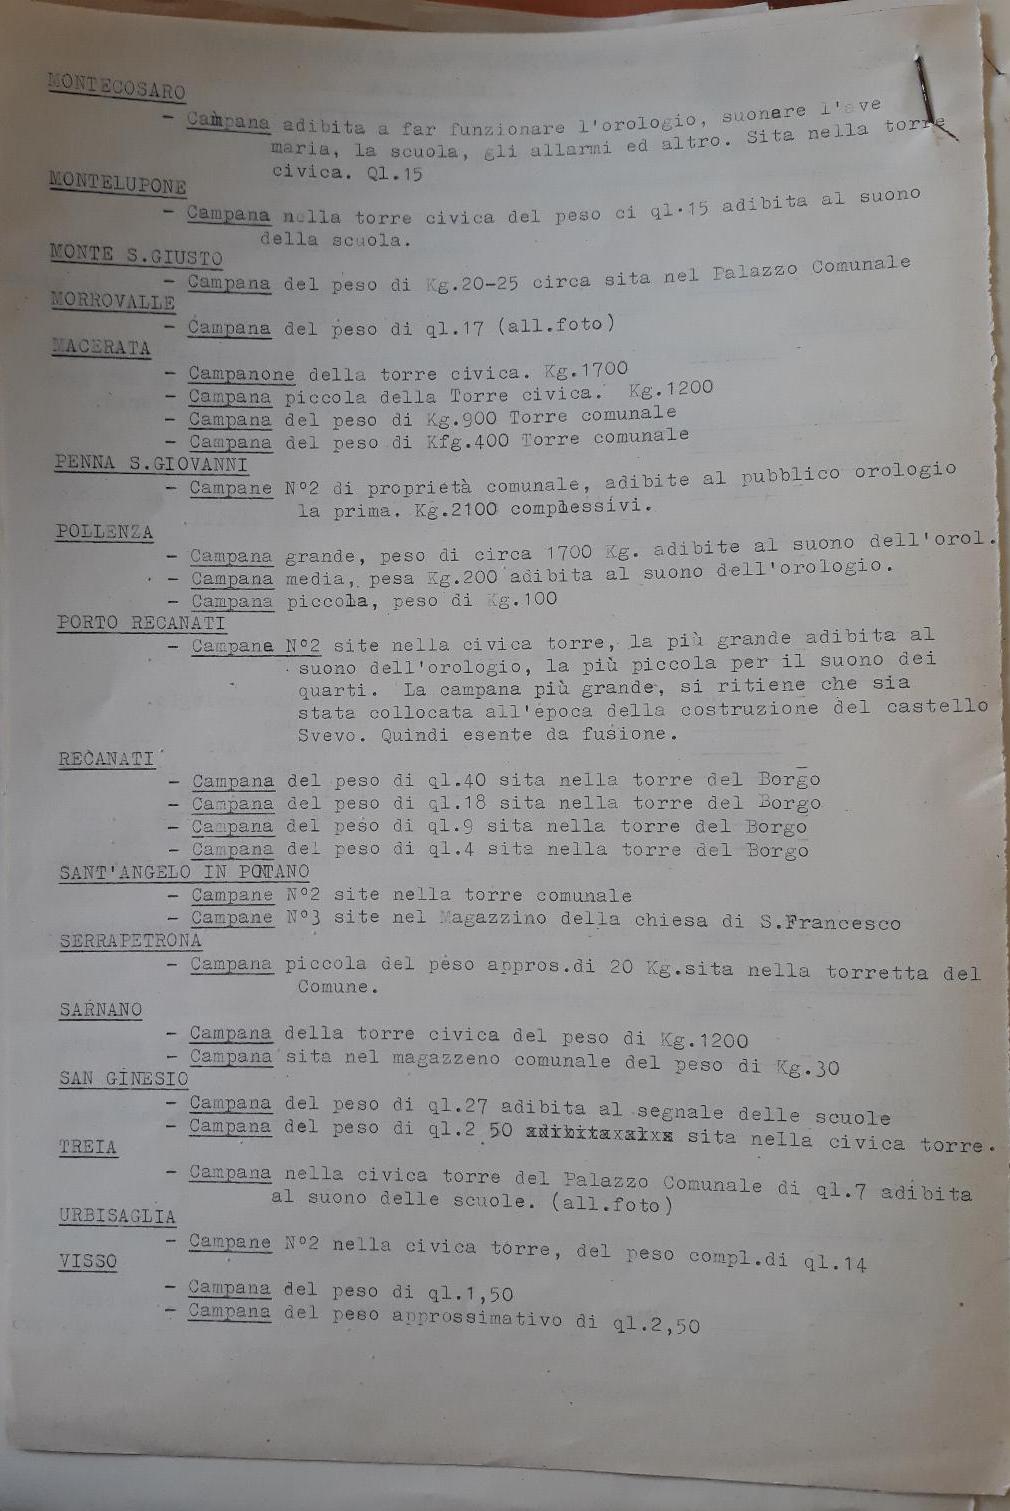 MONTECOSARO
- Campana adibita a far funzionare l'orologio, suonare l'ave
maria, la scuola, gli allarmi ed altro. Sita nella torre
civica. Ql.15
MONTELUPONE
- Campana nella torre civica del peso ci ql.15 adibita al suono
della scuola.
MONTE S.GIUSTO
- Campana del peso di Kg.20-25 circa sita nel Palazzo Comunale
MORROVALLE
- Campana del peso di ql.17 (all.foto)
MACERATA
- Campanone della torre civica. Kg.1700
- Campana piccola della Torre civica. Kg.1200
- Campana del peso di Kg.900 Torre comunale
- Campana del peso di Kfg.400 Torre comunale
PENNA S.GIOVANNI
- Campane N°2 di proprietà comunale, adibite al pubblico orologio
la prima. Kg.2100 complessivi.
POLLENZA
- Campana grande, peso di circa 1700 Kg. adibite al suono dell'orol.
- Campana media, pesa Kg.200 adibita al suono dell'orologio.
- Campana piccola, peso di Kg.100
PORTO RECANATI
- Campane N°2 site nella civica torre, la più grande adibita al
suono dell'orologio, la più piccola per il suono dei
quarti. La campana più grande, si ritiene che sia
stata collocata all'epoca della costruzione del castello
Svevo. Quindi esente da fusione.
RECANATI
- Campana del peso di ql.40 sita nella torre del Borgo
- Campana del peso di ql.18 sita nella torre del Borgo
- Campana del peso di ql.9 sita nella torre del Borgo
- Campana del peso di ql.4 sita nella torre del Borgo
SANT'ANGELO IN PONTANO
- Campane N°2 site nella torre comunale
- Campane N°3 site nel Magazzino della chiesa di S.Francesco
SERRAPETRONA
- Campana piccola del peso appros.di 20 Kg.sita nella torretta del
Comune.
SARNANO
- Campana della torre civica del peso di Kg.1200
- Campana sita nel magazzeno comunale del peso di Kg.30
SAN GINESIO
- Campana del peso di ql.27 adibita al segnale delle scuole
- Campana del peso di ql.2 50 sita nella civica torre.
TREIA
- Campana nella civica torre del Palazzo Comunale di ql.7 adibita
al suono delle scuole. (all.foto)
URBISAGLIA
- Campane N°2 nella civica torre, del peso compl.di ql.14
VISSO
- Campana del peso di ql.1,50
- Campana del peso approssimativo di ql.2,50